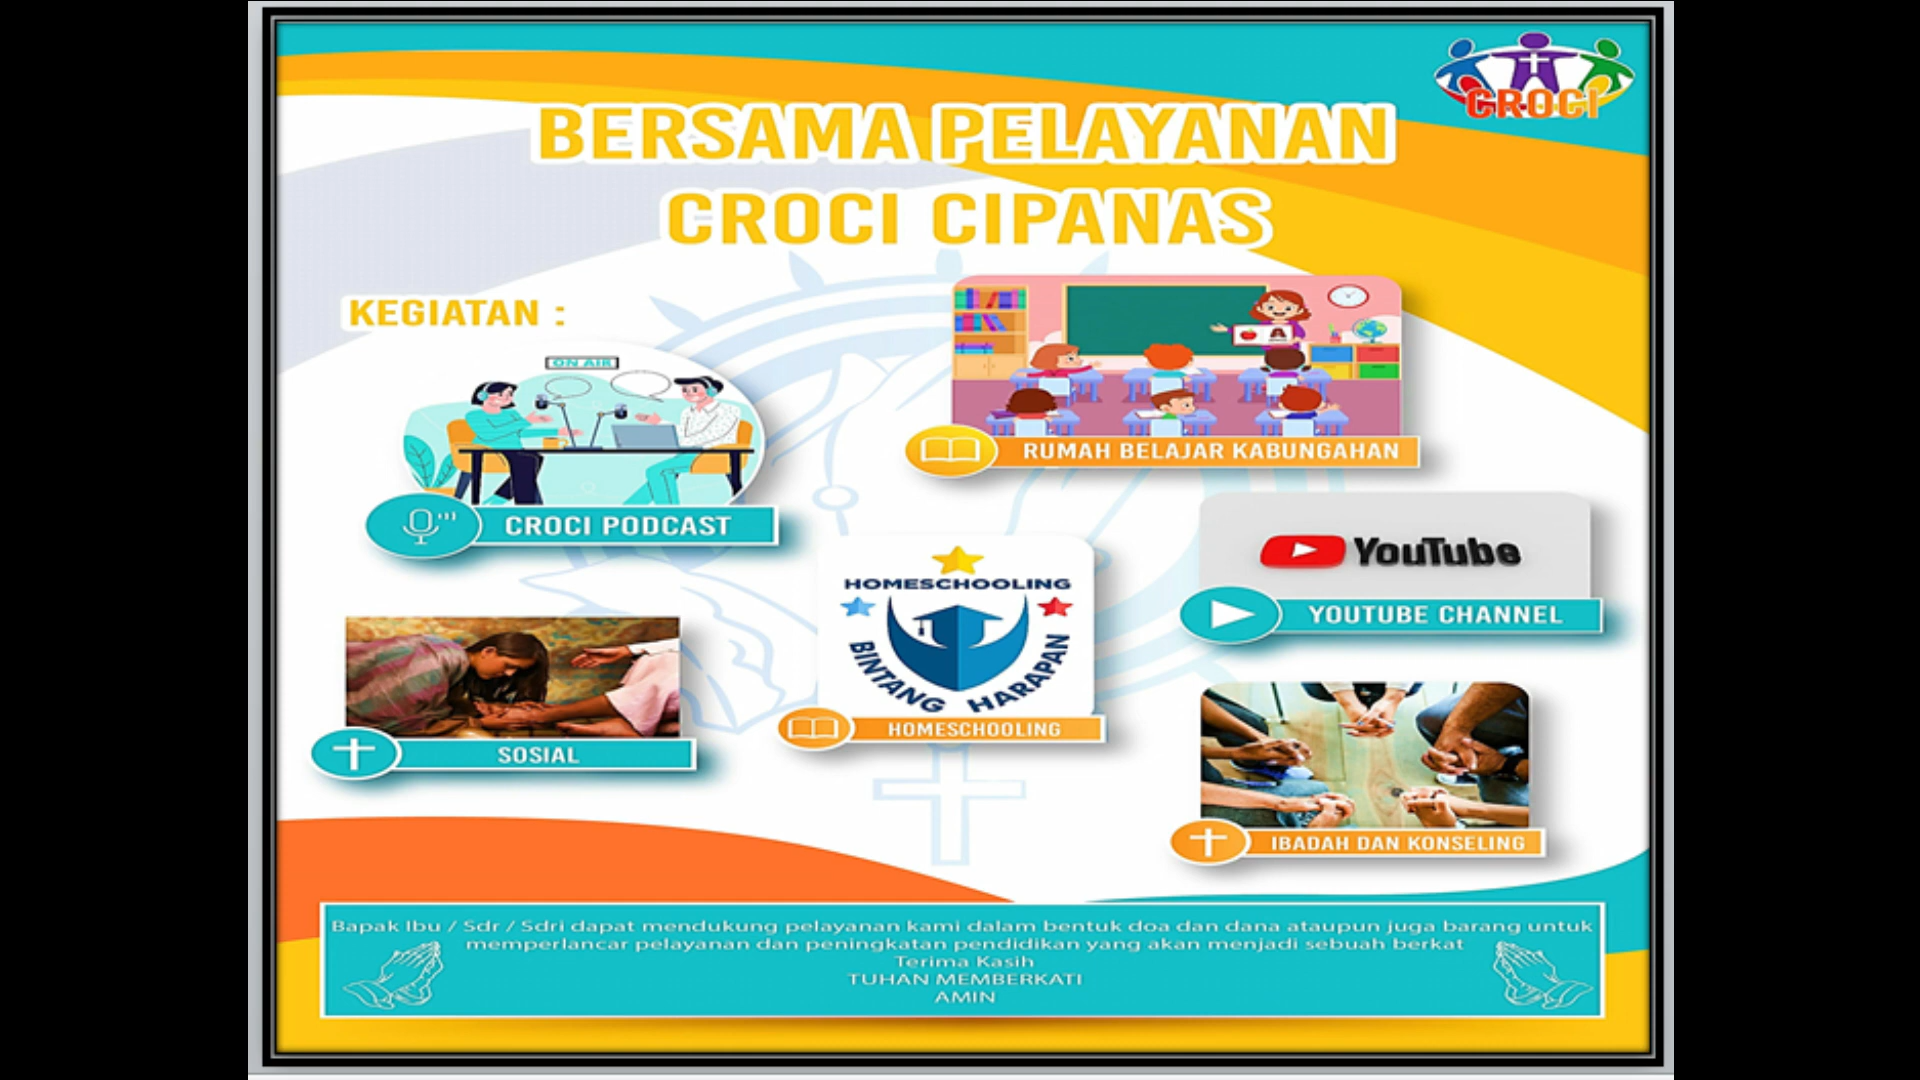 CROCI
BERSAMA PELAYANAN
CROCI CIPANAS
KEGIATAN :
ON AIR
CROCI PODCAST
A
RUMAH BELAJAR KABUNGAHAN
YouTube
YOUTUBE CHANNEL
HOMESCHOOLING
BINTANG HARAPAN
HOMESCHOOLING
SOSIAL
IBADAH DAN KONSELING
Bapak Ibu / Sdr / Sdri dapat mendukung pelayanan kami dalam bentuk doa dan dana ataupun juga barang untuk
memperlancar pelayanan dan peningkatan pendidikan yang akan menjadi sebuah berkat
Terima Kasih
TUHAN MEMBERKATI
AMIN